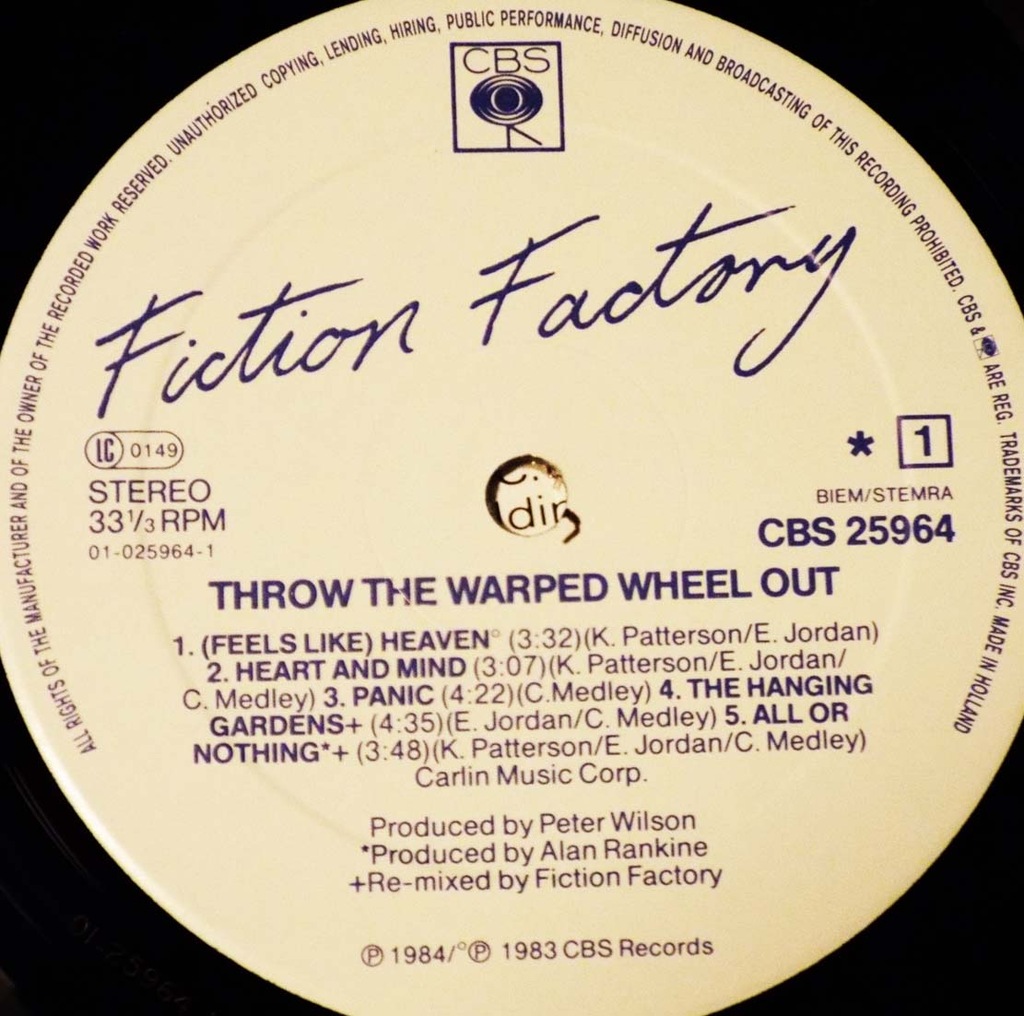 ALL RIGHTS OF THE MANUFACTURER AND OF THE OWNER OF THE RECORDED WORK RESERVED. UNAUTHORIZED COPYING, LENDING, HIRING, PUBLIC PERFORMANCE, DIFFUSION AND BROADCASTING OF THIS RECORDING PROHIBITED. CBS & ARE REG. TRADEMARKS OF CBS INC. MADE IN HOLLAND
CBS
Fiction Factory
LC 0149
STEREO
33 1/3 RPM
01-025964-1
* 1
BIEM/STEMRA
CBS 25964
THROW THE WARPED WHEEL OUT
1. (FEELS LIKE) HEAVEN° (3:32)(K. Patterson/E. Jordan)
2. HEART AND MIND (3:07)(K. Patterson/E. Jordan/
C. Medley) 3. PANIC (4:22)(C.Medley) 4. THE HANGING
GARDENS+ (4:35)(E. Jordan/C. Medley) 5. ALL OR
NOTHING*+ (3:48)(K. Patterson/E. Jordan/C. Medley)
Carlin Music Corp.
Produced by Peter Wilson
*Produced by Alan Rankine
+Re-mixed by Fiction Factory
℗ 1984/°℗ 1983 CBS Records